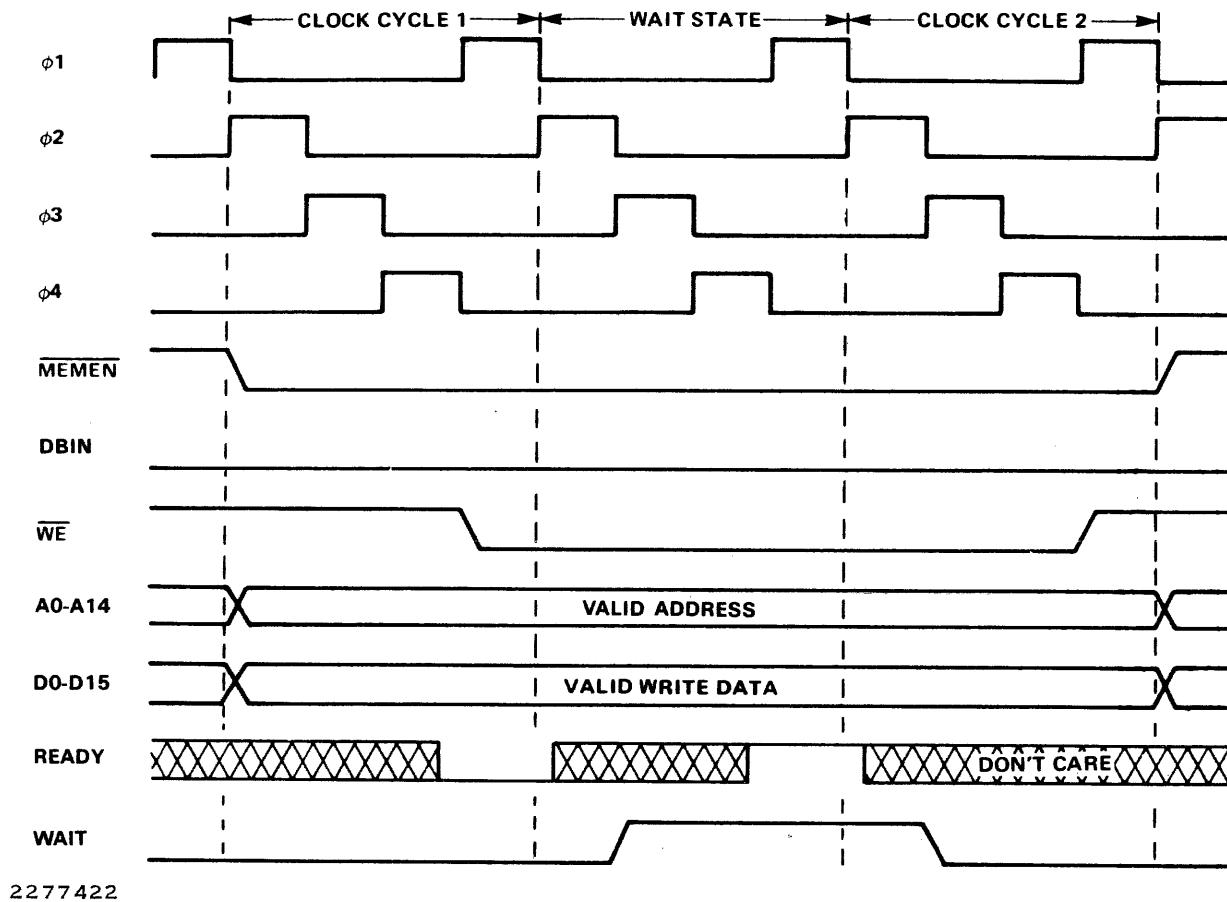 CLOCK CYCLE 1
WAIT STATE
CLOCK CYCLE 2
ϕ1
ϕ2
ϕ3
ϕ4
MEMEN
DBIN
WE
A0-A14
VALID ADDRESS
D0-D15
VALID WRITE DATA
READY
DON'T CARE
WAIT
2277422